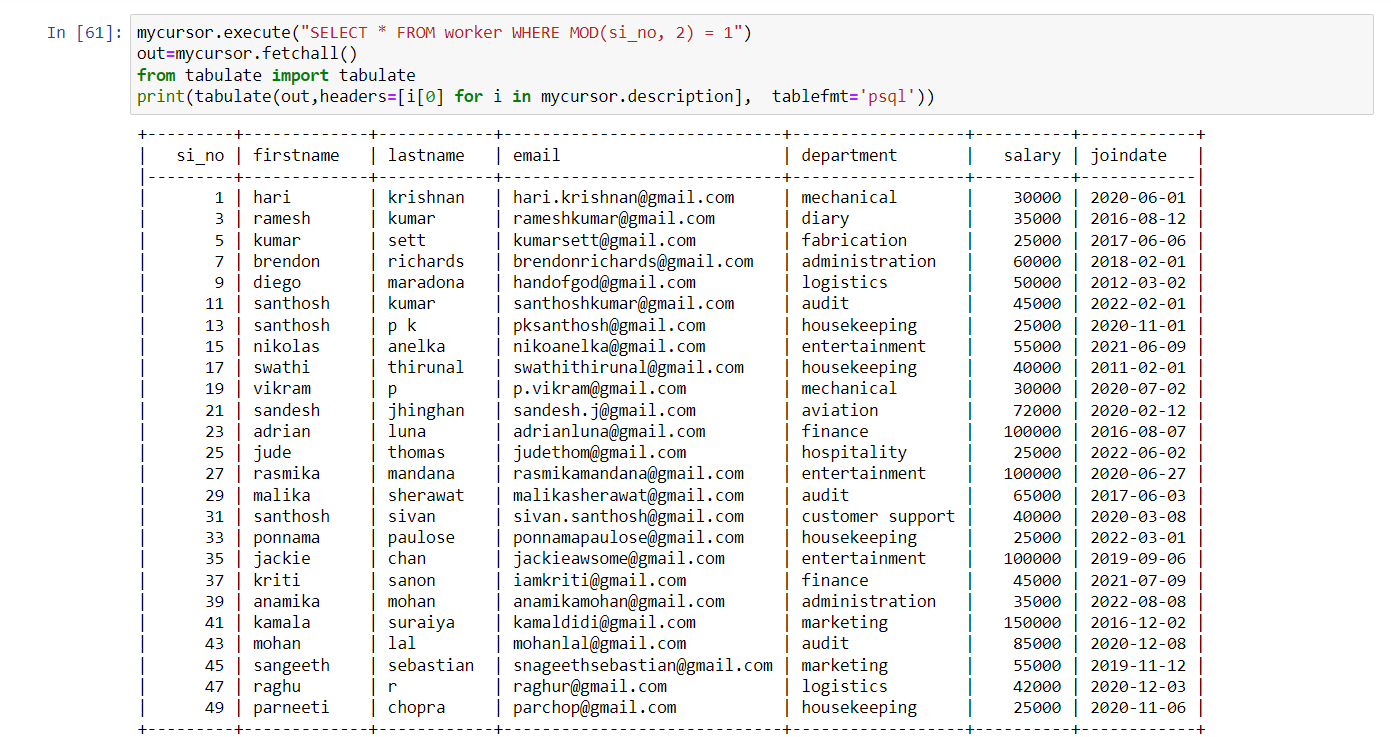 In [61]: mycursor.execute("SELECT * FROM worker WHERE MOD(si_no, 2) = 1")
out=mycursor.fetchall()
from tabulate import tabulate
print(tabulate(out,headers=[i[0] for i in mycursor.description],  tablefmt='psql'))
+---------+-------------+------------+-----------------------------+------------------+----------+------------+
|   si_no | firstname   | lastname   | email                       | department       |   salary | joindate   |
|---------+-------------+------------+-----------------------------+------------------+----------+------------|
|       1 | hari        | krishnan   | hari.krishnan@gmail.com     | mechanical       |    30000 | 2020-06-01 |
|       3 | ramesh      | kumar      | rameshkumar@gmail.com       | diary            |    35000 | 2016-08-12 |
|       5 | kumar       | sett       | kumarsett@gmail.com         | fabrication      |    25000 | 2017-06-06 |
|       7 | brendon     | richards   | brendonrichards@gmail.com   | administration   |    60000 | 2018-02-01 |
|       9 | diego       | maradona   | handofgod@gmail.com         | logistics        |    50000 | 2012-03-02 |
|      11 | santhosh    | kumar      | santhoshkumar@gmail.com     | audit            |    45000 | 2022-02-01 |
|      13 | santhosh    | p k        | pksanthosh@gmail.com        | housekeeping     |    25000 | 2020-11-01 |
|      15 | nikolas     | anelka     | nikoanelka@gmail.com        | entertainment    |    55000 | 2021-06-09 |
|      17 | swathi      | thirunal   | swathithirunal@gmail.com    | housekeeping     |    40000 | 2011-02-01 |
|      19 | vikram      | p          | p.vikram@gmail.com          | mechanical       |    30000 | 2020-07-02 |
|      21 | sandesh     | jhinghan   | sandesh.j@gmail.com         | aviation         |    72000 | 2020-02-12 |
|      23 | adrian      | luna       | adrianluna@gmail.com        | finance          |   100000 | 2016-08-07 |
|      25 | jude        | thomas     | judethom@gmail.com          | hospitality      |    25000 | 2022-06-02 |
|      27 | rasmika     | mandana    | rasmikamandana@gmail.com    | entertainment    |   100000 | 2020-06-27 |
|      29 | malika      | sherawat   | malikasherawat@gmail.com    | audit            |    65000 | 2017-06-03 |
|      31 | santhosh    | sivan      | sivan.santhosh@gmail.com    | customer support |    40000 | 2020-03-08 |
|      33 | ponnama     | paulose    | ponnamapaulose@gmail.com    | housekeeping     |    25000 | 2022-03-01 |
|      35 | jackie      | chan       | jackieawsome@gmail.com      | entertainment    |   100000 | 2019-09-06 |
|      37 | kriti       | sanon      | iamkriti@gmail.com          | finance          |    45000 | 2021-07-09 |
|      39 | anamika     | mohan      | anamikamohan@gmail.com      | administration   |    35000 | 2022-08-08 |
|      41 | kamala      | suraiya    | kamaldidi@gmail.com         | marketing        |   150000 | 2016-12-02 |
|      43 | mohan       | lal        | mohanlal@gmail.com          | audit            |    85000 | 2020-12-08 |
|      45 | sangeeth    | sebastian  | snageethsebastian@gmail.com | marketing        |    55000 | 2019-11-12 |
|      47 | raghu       | r          | raghur@gmail.com            | logistics        |    42000 | 2020-12-03 |
|      49 | parneeti    | chopra     | parchop@gmail.com           | housekeeping     |    25000 | 2020-11-06 |
+---------+-------------+------------+-----------------------------+------------------+----------+------------+